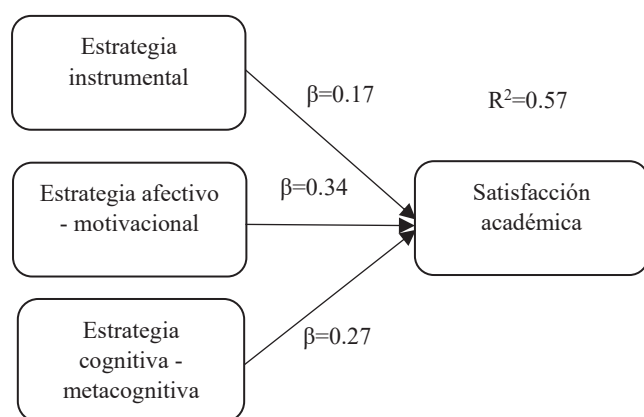 Estrategia
instrumental
β=0.17
R²=0.57
Estrategia afectivo
- motivacional
β=0.34
Satisfacción
académica
Estrategia
cognitiva -
metacognitiva
β=0.27